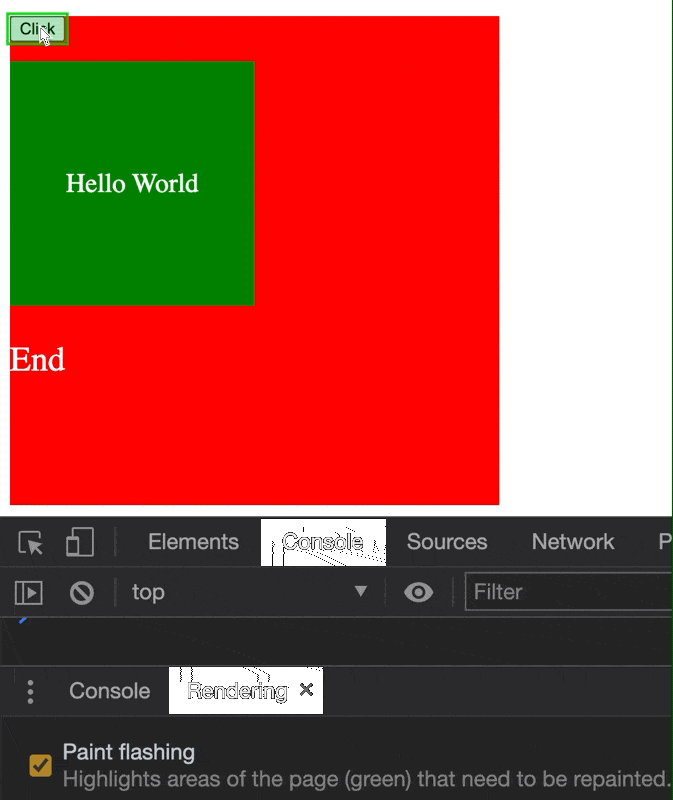 Click
Hello World
End
Elements Console Sources Network P
top Filter
Console Rendering
Paint flashing
Highlights areas of the page (green) that need to be repainted.